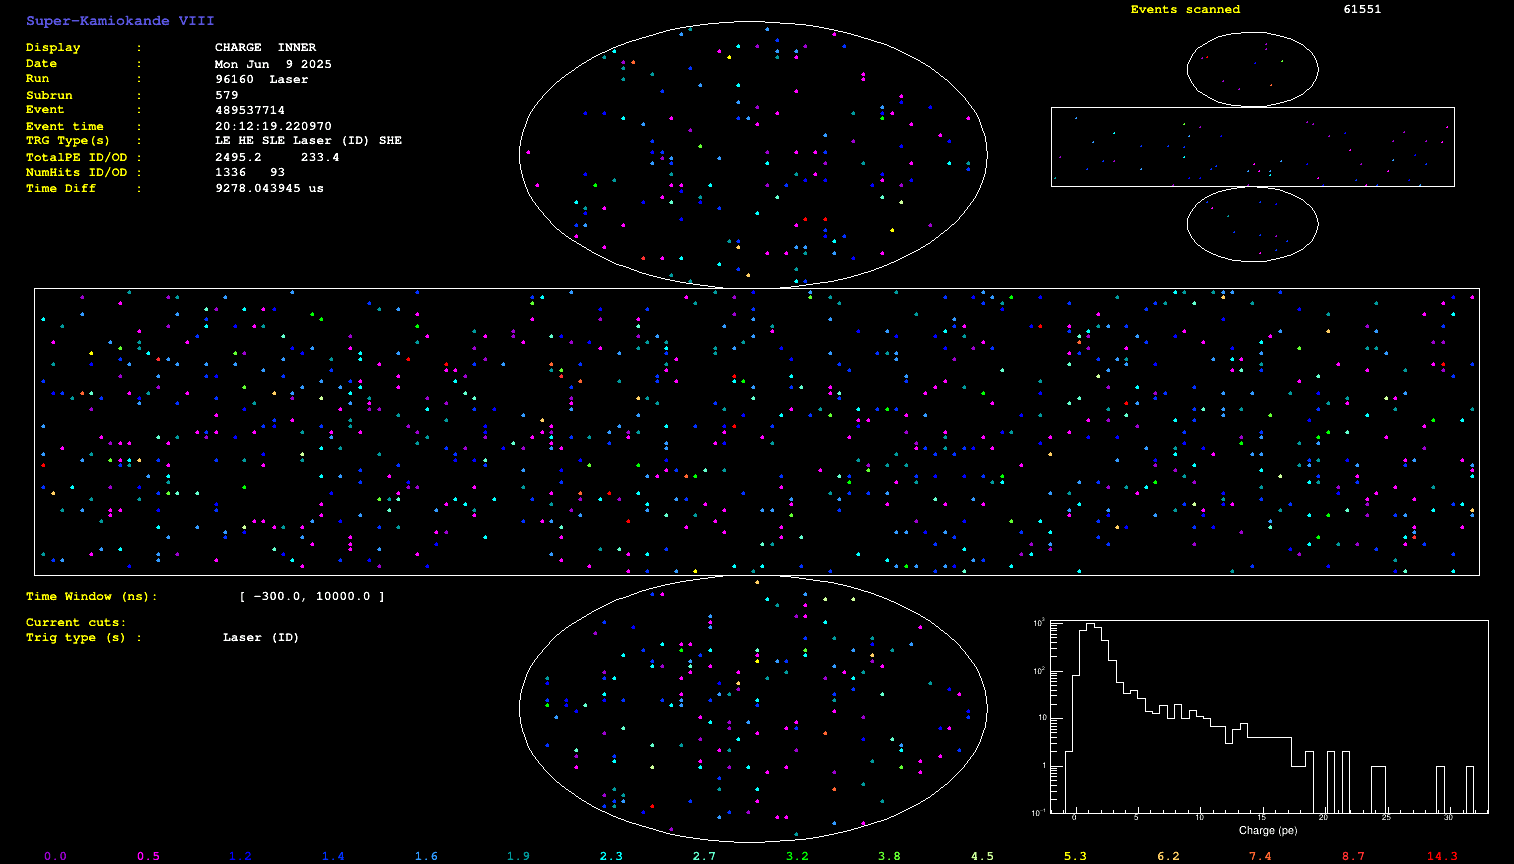 Super-Kamiokande VIII
Display : CHARGE INNER
Date : Mon Jun 9 2025
Run : 96160 Laser
Subrun : 579
Event : 489537714
Event time : 20:12:19.220970
TRG Type(s) : LE HE SLE Laser (ID) SHE
TotalPE ID/OD : 2495.2 233.4
NumHits ID/OD : 1336 93
Time Diff : 9278.043945 us
Events scanned 61551
Time Window (ns): [ -300.0, 10000.0 ]
Current cuts:
Trig type (s) : Laser (ID)
10³
10²
10
1
10⁻¹
0 5 10 15 20 25 30
Charge (pe)
0.0 0.5 1.2 1.4 1.6 1.9 2.3 2.7 3.2 3.8 4.5 5.3 6.2 7.4 8.7 14.3